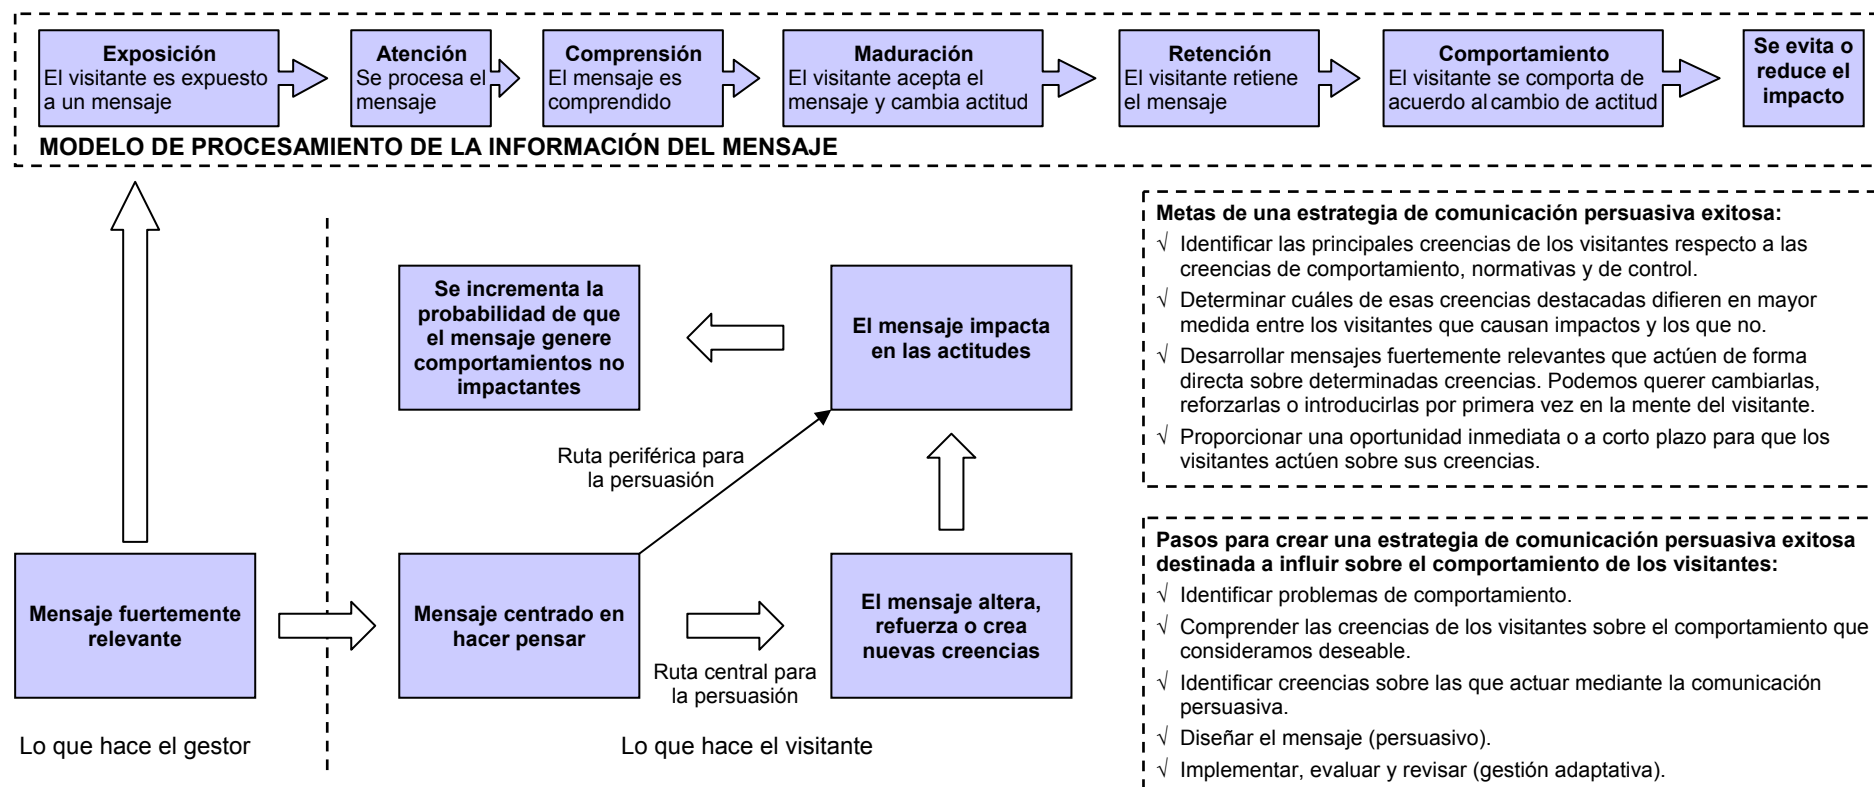 Exposición
El visitante es expuesto
a un mensaje
Atención
Se procesa el
mensaje
Comprensión
El mensaje es
comprendido
Maduración
El visitante acepta el
mensaje y cambia actitud
Retención
El visitante retiene
el mensaje
Comportamiento
El visitante se comporta de
acuerdo al cambio de actitud
Se evita o
reduce el
impacto
MODELO DE PROCESAMIENTO DE LA INFORMACIÓN DEL MENSAJE
Se incrementa la
probabilidad de que
el mensaje genere
comportamientos no
impactantes
El mensaje impacta
en las actitudes
Ruta periférica para
la persuasión
Mensaje fuertemente
relevante
Mensaje centrado en
hacer pensar
El mensaje altera,
refuerza o crea
nuevas creencias
Ruta central para
la persuasión
Lo que hace el gestor
Lo que hace el visitante
Metas de una estrategia de comunicación persuasiva exitosa:
√ Identificar las principales creencias de los visitantes respecto a las
creencias de comportamiento, normativas y de control.
√ Determinar cuáles de esas creencias destacadas difieren en mayor
medida entre los visitantes que causan impactos y los que no.
√ Desarrollar mensajes fuertemente relevantes que actúen de forma
directa sobre determinadas creencias. Podemos querer cambiarlas,
reforzarlas o introducirlas por primera vez en la mente del visitante.
√ Proporcionar una oportunidad inmediata o a corto plazo para que los
visitantes actúen sobre sus creencias.
Pasos para crear una estrategia de comunicación persuasiva exitosa
destinada a influir sobre el comportamiento de los visitantes:
√ Identificar problemas de comportamiento.
√ Comprender las creencias de los visitantes sobre el comportamiento que
consideramos deseable.
√ Identificar creencias sobre las que actuar mediante la comunicación
persuasiva.
√ Diseñar el mensaje (persuasivo).
√ Implementar, evaluar y revisar (gestión adaptativa).